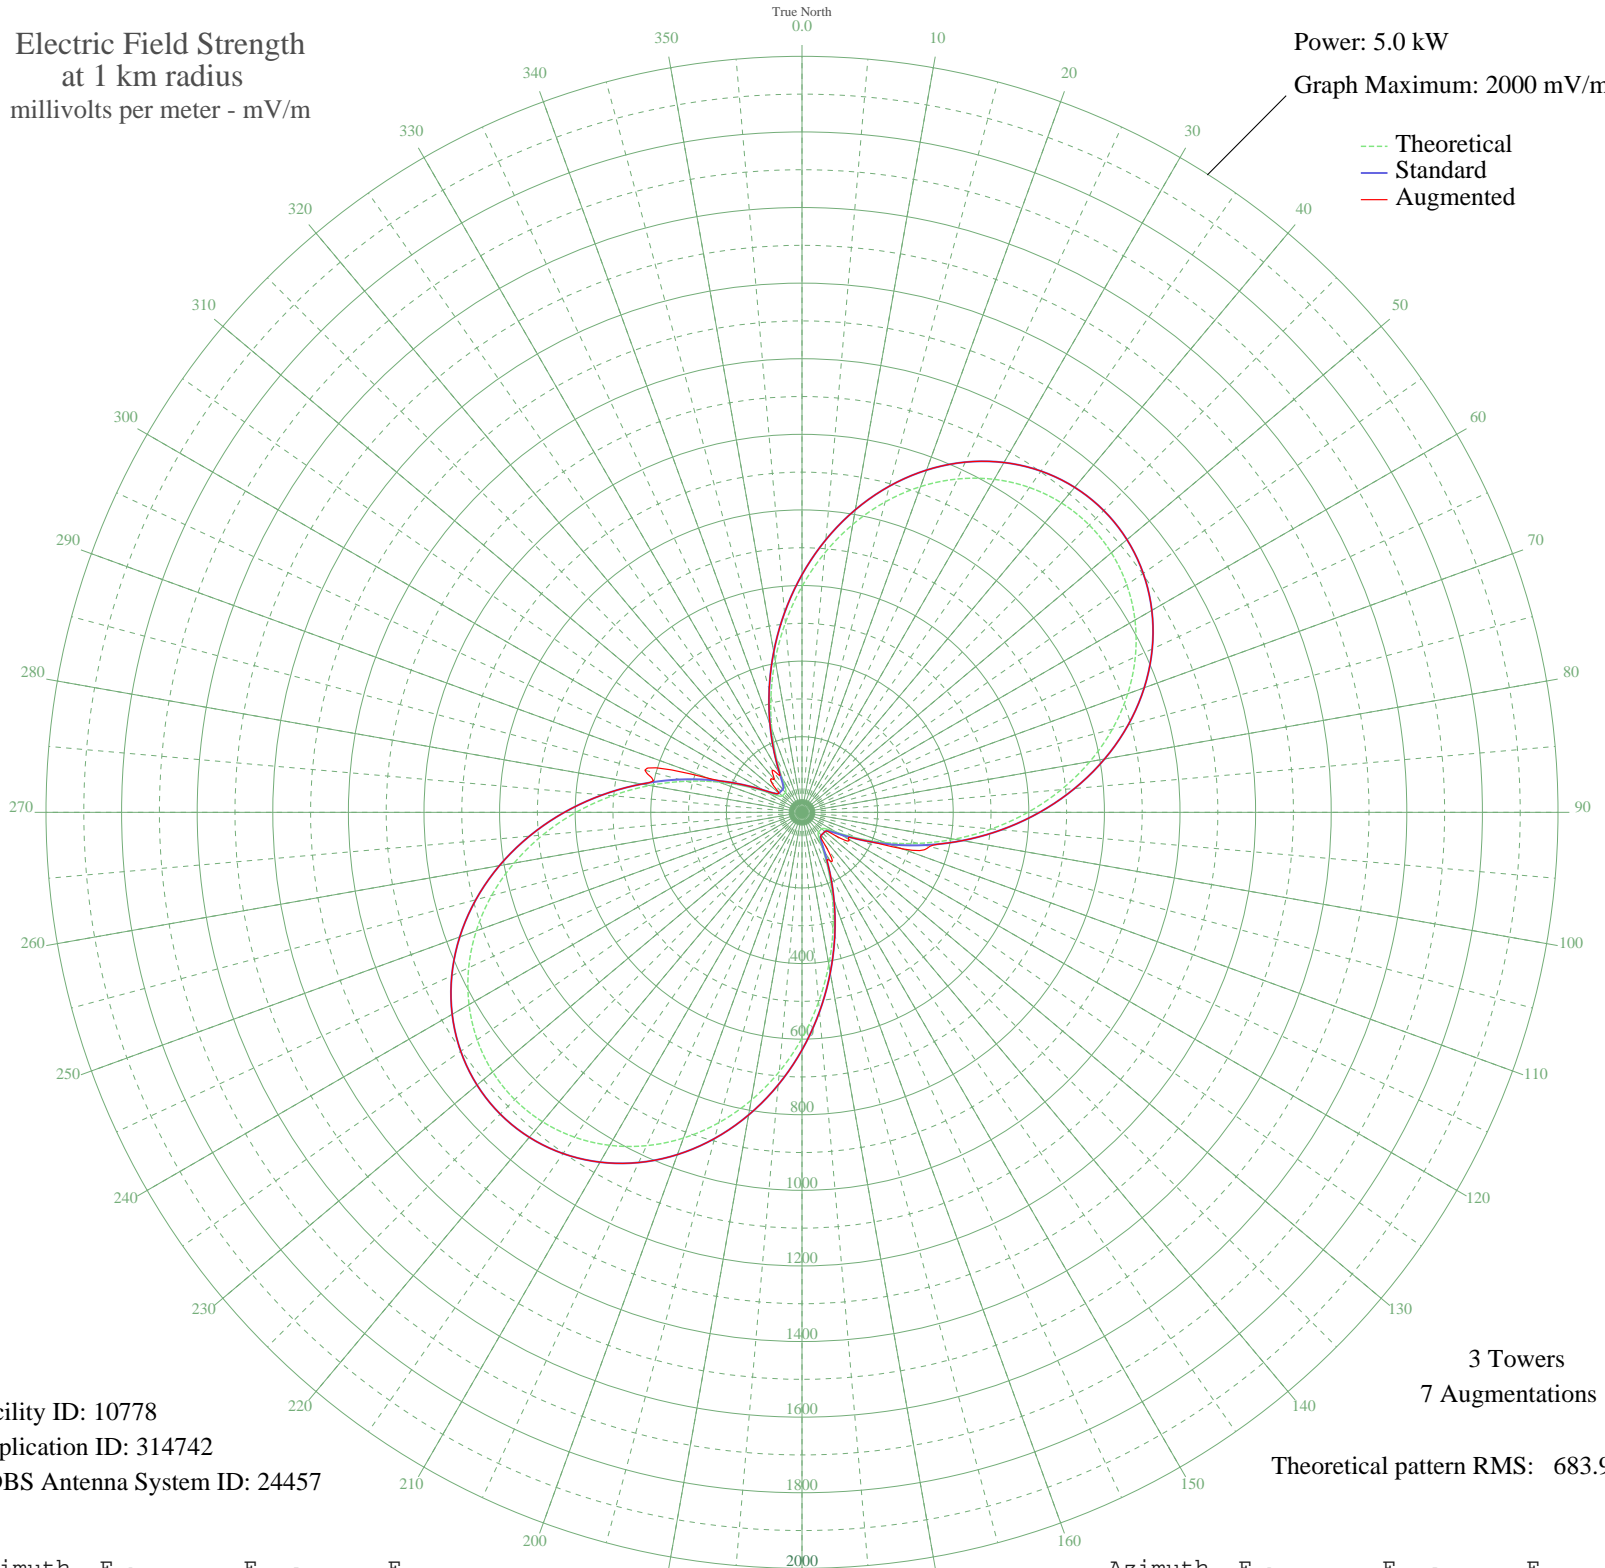 True North
0.0
Electric Field Strength
at 1 km radius
millivolts per meter - mV/m
Power: 5.0 kW
Graph Maximum: 2000 mV/m
Theoretical
Standard
Augmented
10
20
30
40
50
60
70
80
90
100
110
120
130
140
150
160
200
210
220
230
240
250
260
270
280
290
300
310
320
330
340
350
400
600
800
1000
1200
1400
1600
1800
2000
3 Towers
7 Augmentations
Theoretical pattern RMS: 683.9
cility ID: 10778
plication ID: 314742
DBS Antenna System ID: 24457
imuth E E E
Azimuth E E E